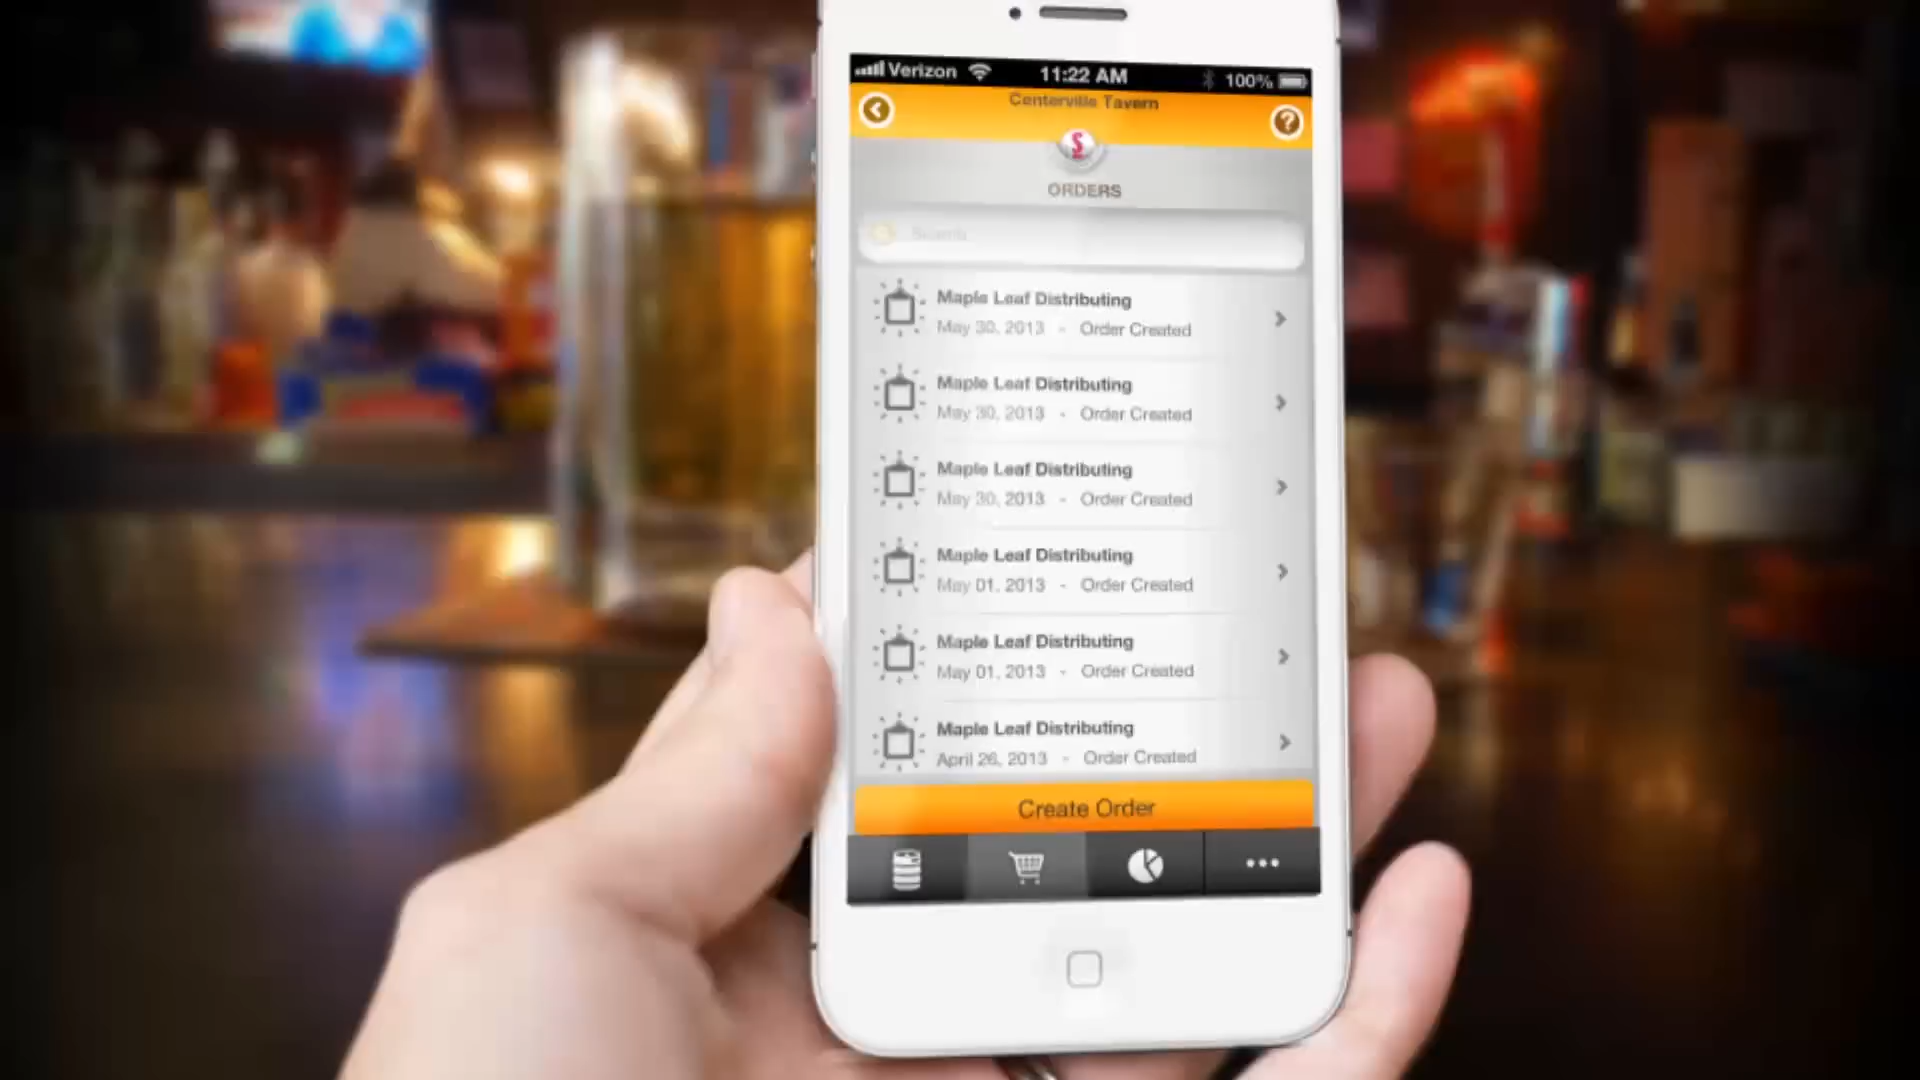 Verizon 11:22 AM 100%
Centerville Tavern
?
S
ORDERS
Search
Maple Leaf Distributing
May 30, 2013 - Order Created
Maple Leaf Distributing
May 30, 2013 - Order Created
Maple Leaf Distributing
May 30, 2013 - Order Created
Maple Leaf Distributing
May 01, 2013 - Order Created
Maple Leaf Distributing
May 01, 2013 - Order Created
Maple Leaf Distributing
April 26, 2013 - Order Created
Create Order